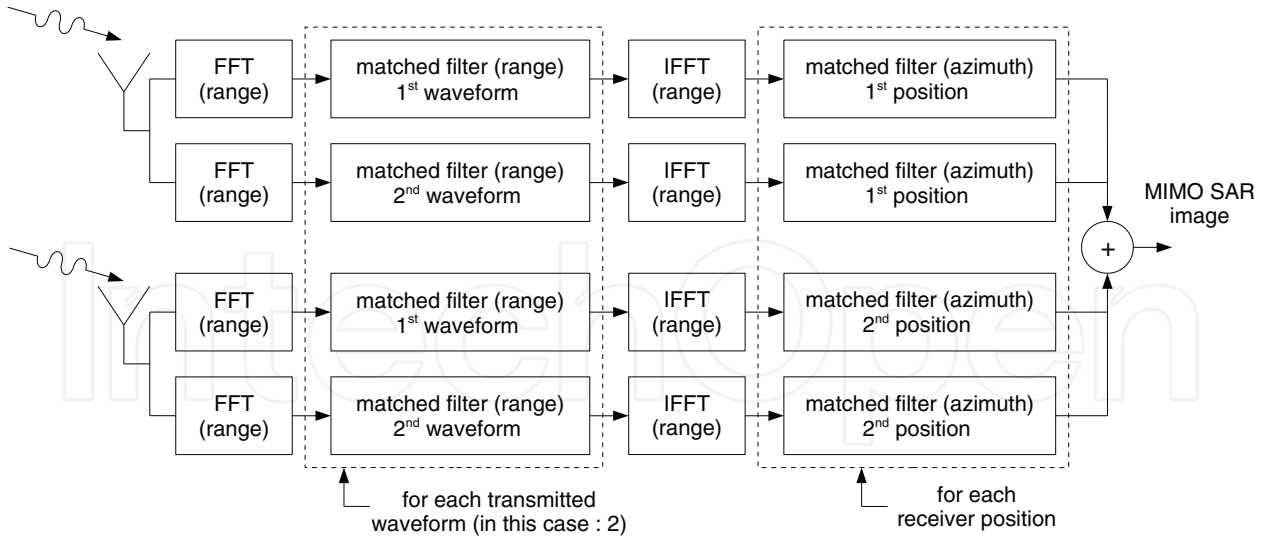 FFT
(range)
matched filter (range)
1st waveform
IFFT
(range)
matched filter (azimuth)
1st position
FFT
(range)
matched filter (range)
2nd waveform
IFFT
(range)
matched filter (azimuth)
1st position
MIMO SAR
image
+
FFT
(range)
matched filter (range)
1st waveform
IFFT
(range)
matched filter (azimuth)
2nd position
FFT
(range)
matched filter (range)
2nd waveform
IFFT
(range)
matched filter (azimuth)
2nd position
for each transmitted
waveform (in this case : 2)
for each
receiver position
IntechOpen